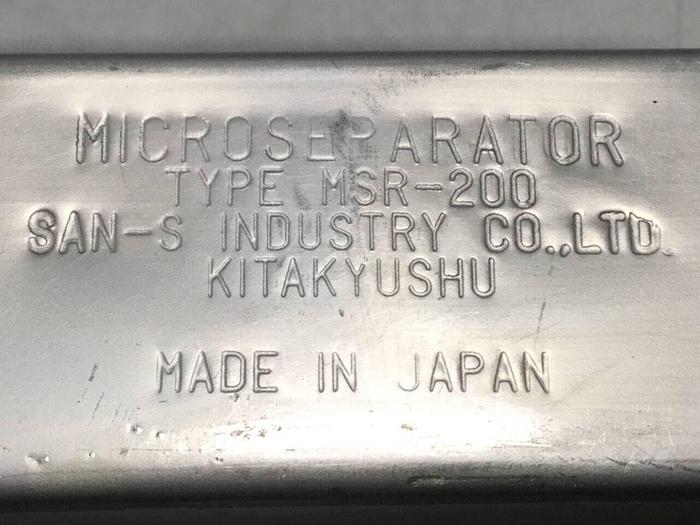 MICROSEPARATOR
TYPE MSR-200
SAN-S INDUSTRY CO.,LTD.
KITAKYUSHU
MADE IN JAPAN